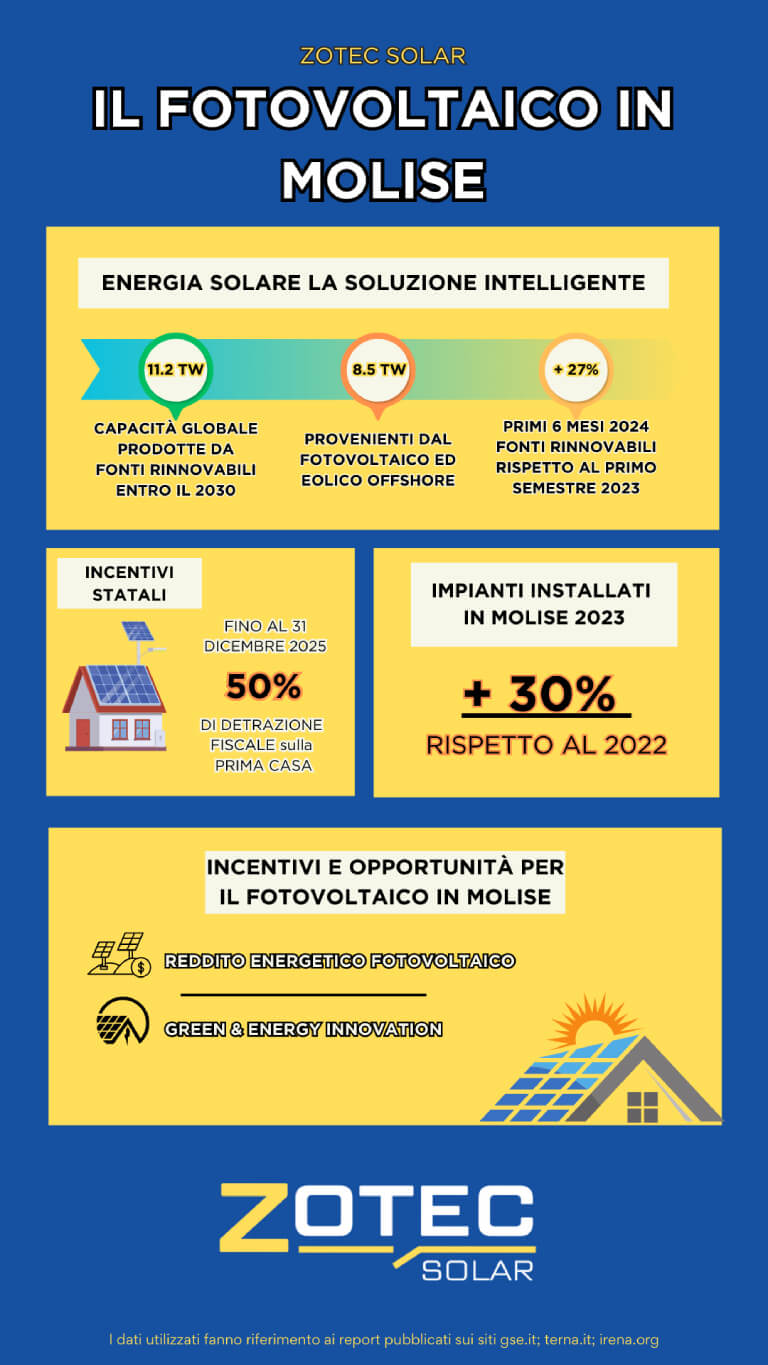 ZOTEC SOLAR
IL FOTOVOLTAICO IN
MOLISE
ENERGIA SOLARE LA SOLUZIONE INTELLIGENTE
11.2 TW
CAPACITÀ GLOBALE
PRODOTTE DA
FONTI RINNOVABILI
ENTRO IL 2030
8.5 TW
PROVENIENTI DAL
FOTOVOLTAICO ED
EOLICO OFFSHORE
+ 27%
PRIMI 6 MESI 2024
FONTI RINNOVABILI
RISPETTO AL PRIMO
SEMESTRE 2023
INCENTIVI
STATALI
FINO AL 31
DICEMBRE 2025
50%
DI DETRAZIONE
FISCALE sulla
PRIMA CASA
IMPIANTI INSTALLATI
IN MOLISE 2023
+ 30%
RISPETTO AL 2022
INCENTIVI E OPPORTUNITÀ PER
IL FOTOVOLTAICO IN MOLISE
$
REDDITO ENERGETICO FOTOVOLTAICO
GREEN & ENERGY INNOVATION
ZOTEC
SOLAR
I dati utilizzati fanno riferimento ai report pubblicati sui siti gse.it; terna.it; irena.org